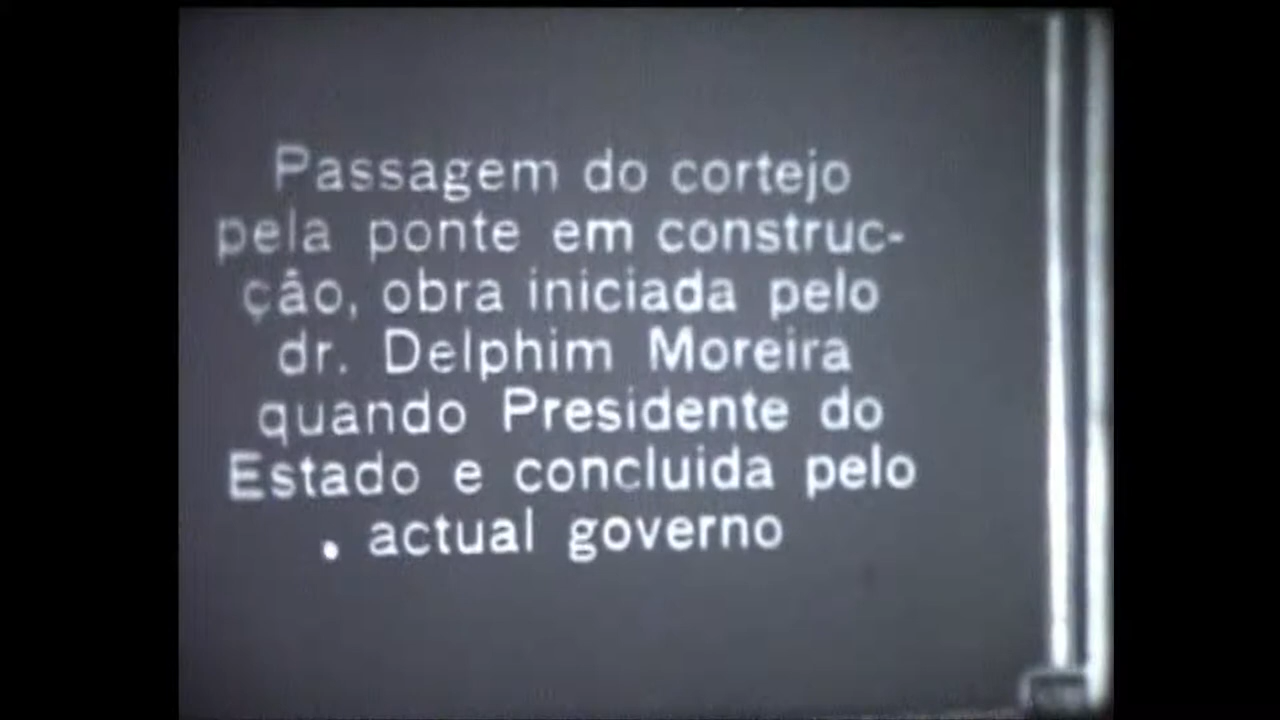 Passagem do cortejo
pela ponte em construc-
ção, obra iniciada pelo
dr. Delphim Moreira
quando Presidente do
Estado e concluida pelo
actual governo